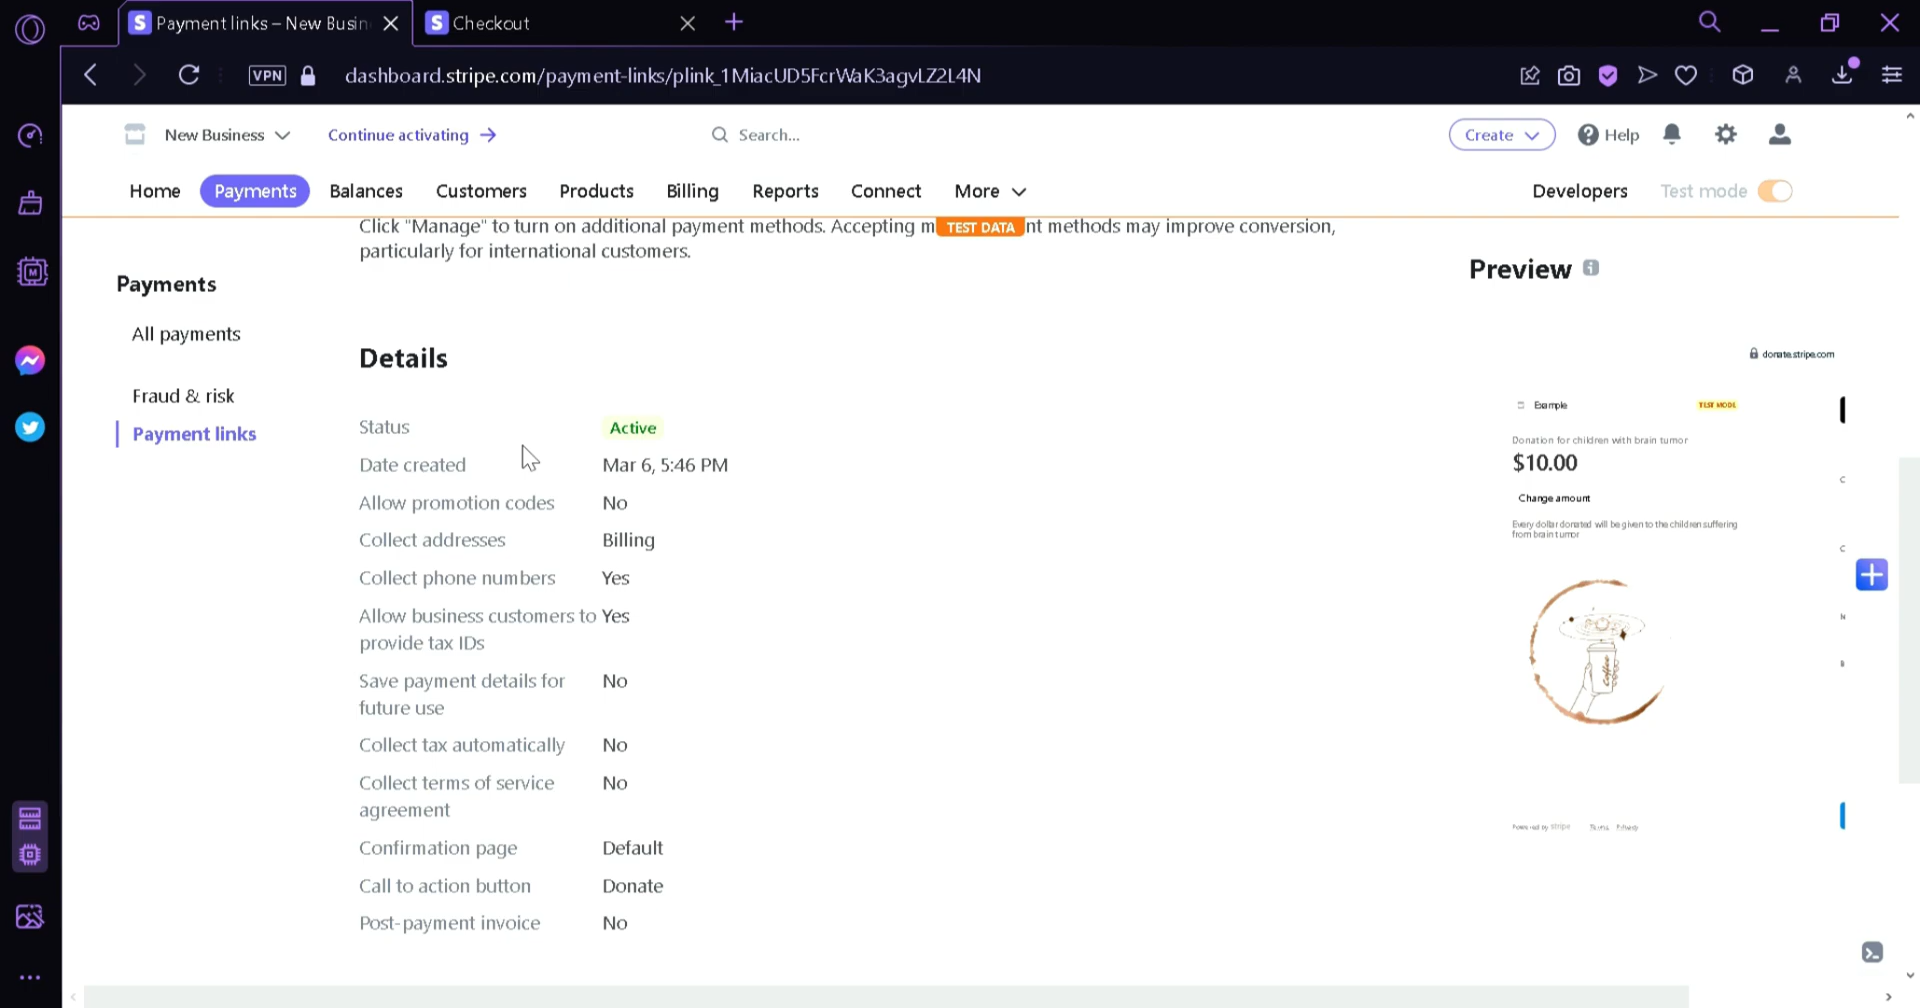 Payment links – New Busin
Checkout
VPN
dashboard.stripe.com/payment-links/plink_1MiacUD5FcrWaK3agvLZ2L4N
New Business
Continue activating
Search...
Create
Help
Home
Payments
Balances
Customers
Products
Billing
Reports
Connect
More
Developers
Test mode
Click "Manage" to turn on additional payment methods. Accepting m
TEST DATA
nt methods may improve conversion,
particularly for international customers.
Payments
All payments
Fraud & risk
Payment links
Details
Status
Active
Date created
Mar 6, 5:46 PM
Allow promotion codes
No
Collect addresses
Billing
Collect phone numbers
Yes
Allow business customers to
provide tax IDs
Yes
Save payment details for
future use
No
Collect tax automatically
No
Collect terms of service
agreement
No
Confirmation page
Default
Call to action button
Donate
Post-payment invoice
No
Preview
donate.stripe.com
Example
TEST MODE
Donation for children with brain tumor
$10.00
Change amount
Every dollar donated will be given to the children suffering
from brain tumor
Coffee
Powered by stripe
Terms
Privacy